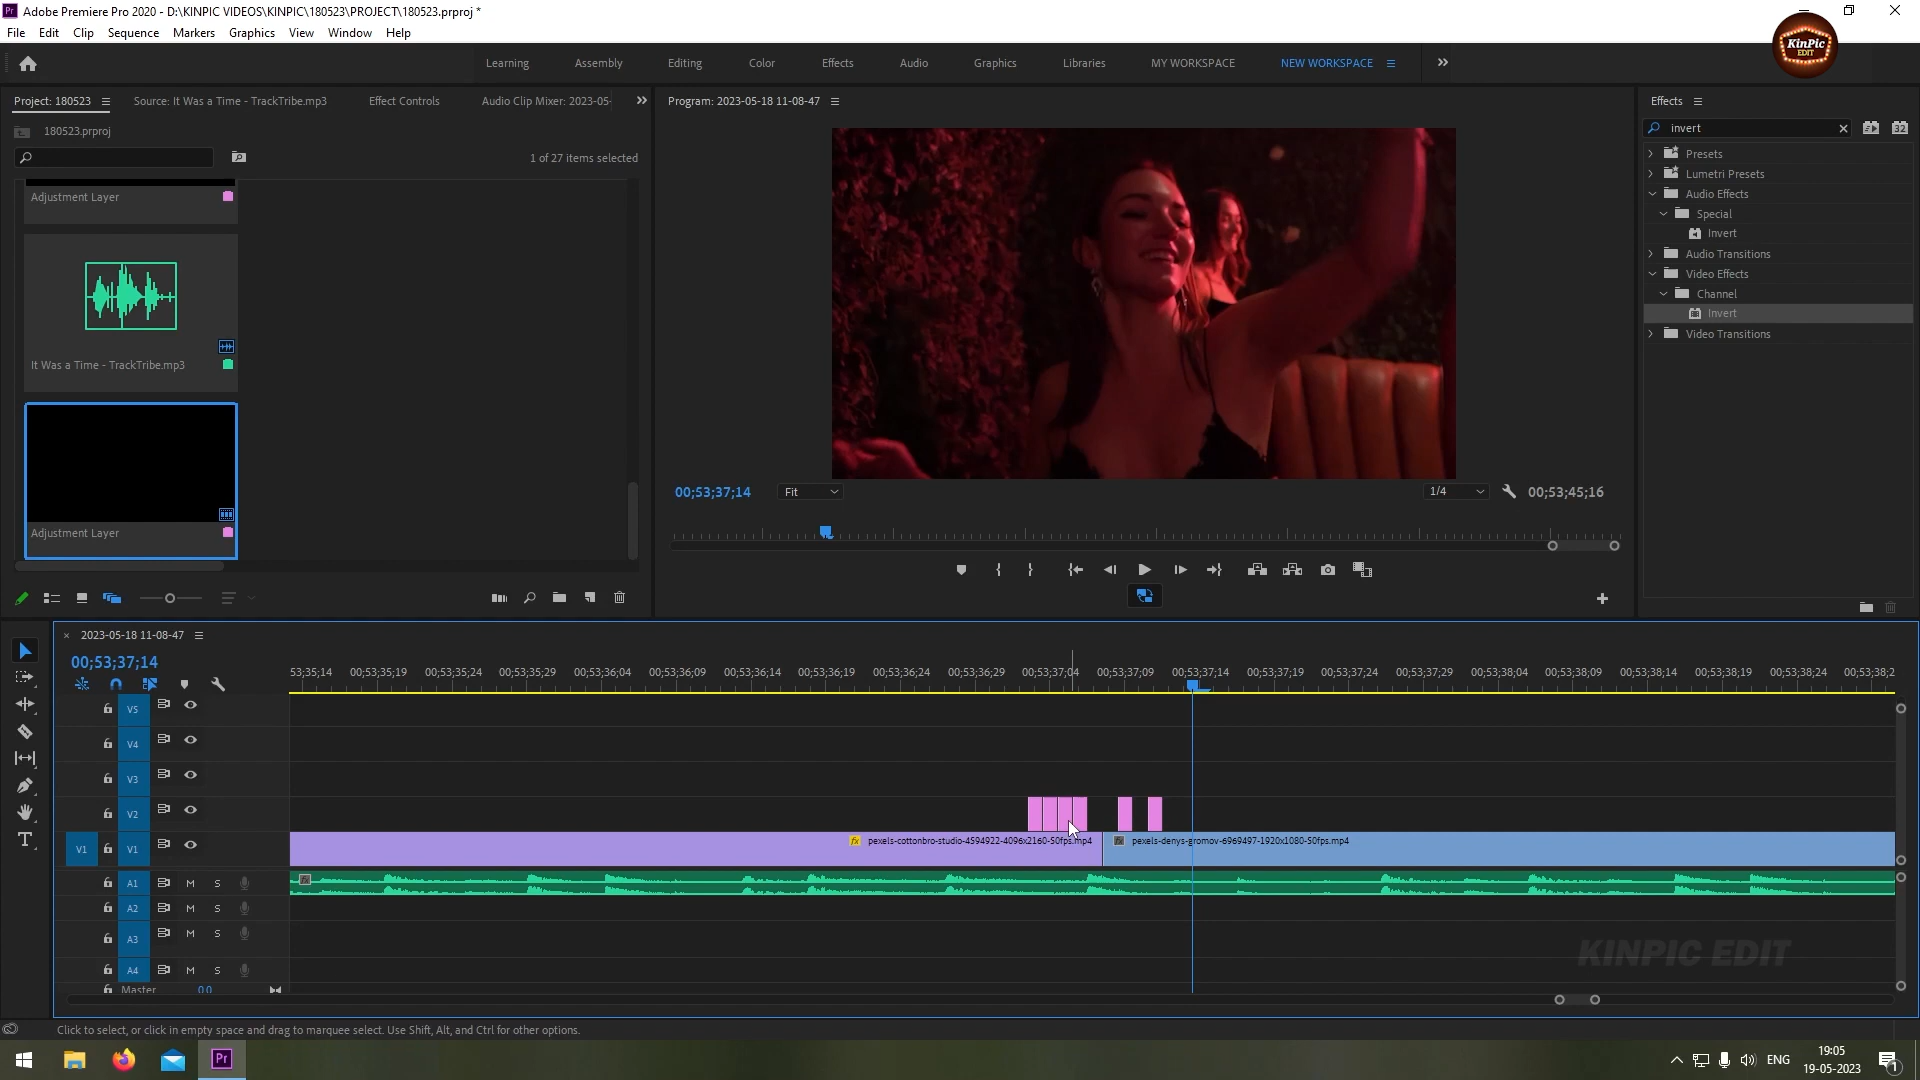 Adobe Premiere Pro 2020 - D:\KINPIC VIDEOS\KINPIC\180523\PROJECT\180523.prproj *
File Edit Clip Sequence Markers Graphics View Window Help
KinPic
EDIT
Learning Assembly Editing Color Effects Audio Graphics Libraries MY WORKSPACE NEW WORKSPACE
Project: 180523 Source: It Was a Time - TrackTribe.mp3 Effect Controls Audio Clip Mixer: 2023-05-
Program: 2023-05-18 11-08-47
Effects
180523.prproj
invert
32
1 of 27 items selected
Presets
Lumetri Presets
Audio Effects
Special
Invert
Audio Transitions
Video Effects
Channel
Invert
Video Transitions
Adjustment Layer
It Was a Time - TrackTribe.mp3
Adjustment Layer
00;53;37;14 Fit 1/4 00;53;45;16
2023-05-18 11-08-47
00;53;37;14
53;35;14 00;53;35;19 00;53;35;24 00;53;35;29 00;53;36;04 00;53;36;09 00;53;36;14 00;53;36;19 00;53;36;24 00;53;36;29 00;53;37;04 00;53;37;09 00;53;37;14 00;53;37;19 00;53;37;24 00;53;37;29 00;53;38;04 00;53;38;09 00;53;38;14 00;53;38;19 00;53;38;24 00;53;38;2
V5
V4
V3
V2
V1 V1 fx pexels-cottonbro-studio-4594922-4096x2160-50fps.mp4 fx pexels-denys-gromov-6969497-1920x1080-50fps.mp4
A1 M S fx
A2 M S
A3 M S
A4 M S
Master 0.0
KINPIC EDIT
Click to select, or click in empty space and drag to marquee select. Use Shift, Alt, and Ctrl for other options.
Pr
ENG
19:05
19-05-2023
1